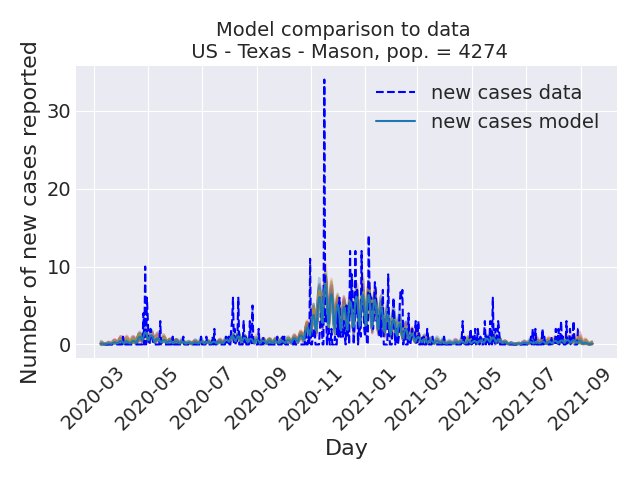 Model comparison to data
US - Texas - Mason, pop. = 4274
Number of new cases reported
30
20
10
0
new cases data
new cases model
2020-03
2020-05
2020-07
2020-09
2020-11
2021-01
2021-03
2021-05
2021-07
2021-09
Day